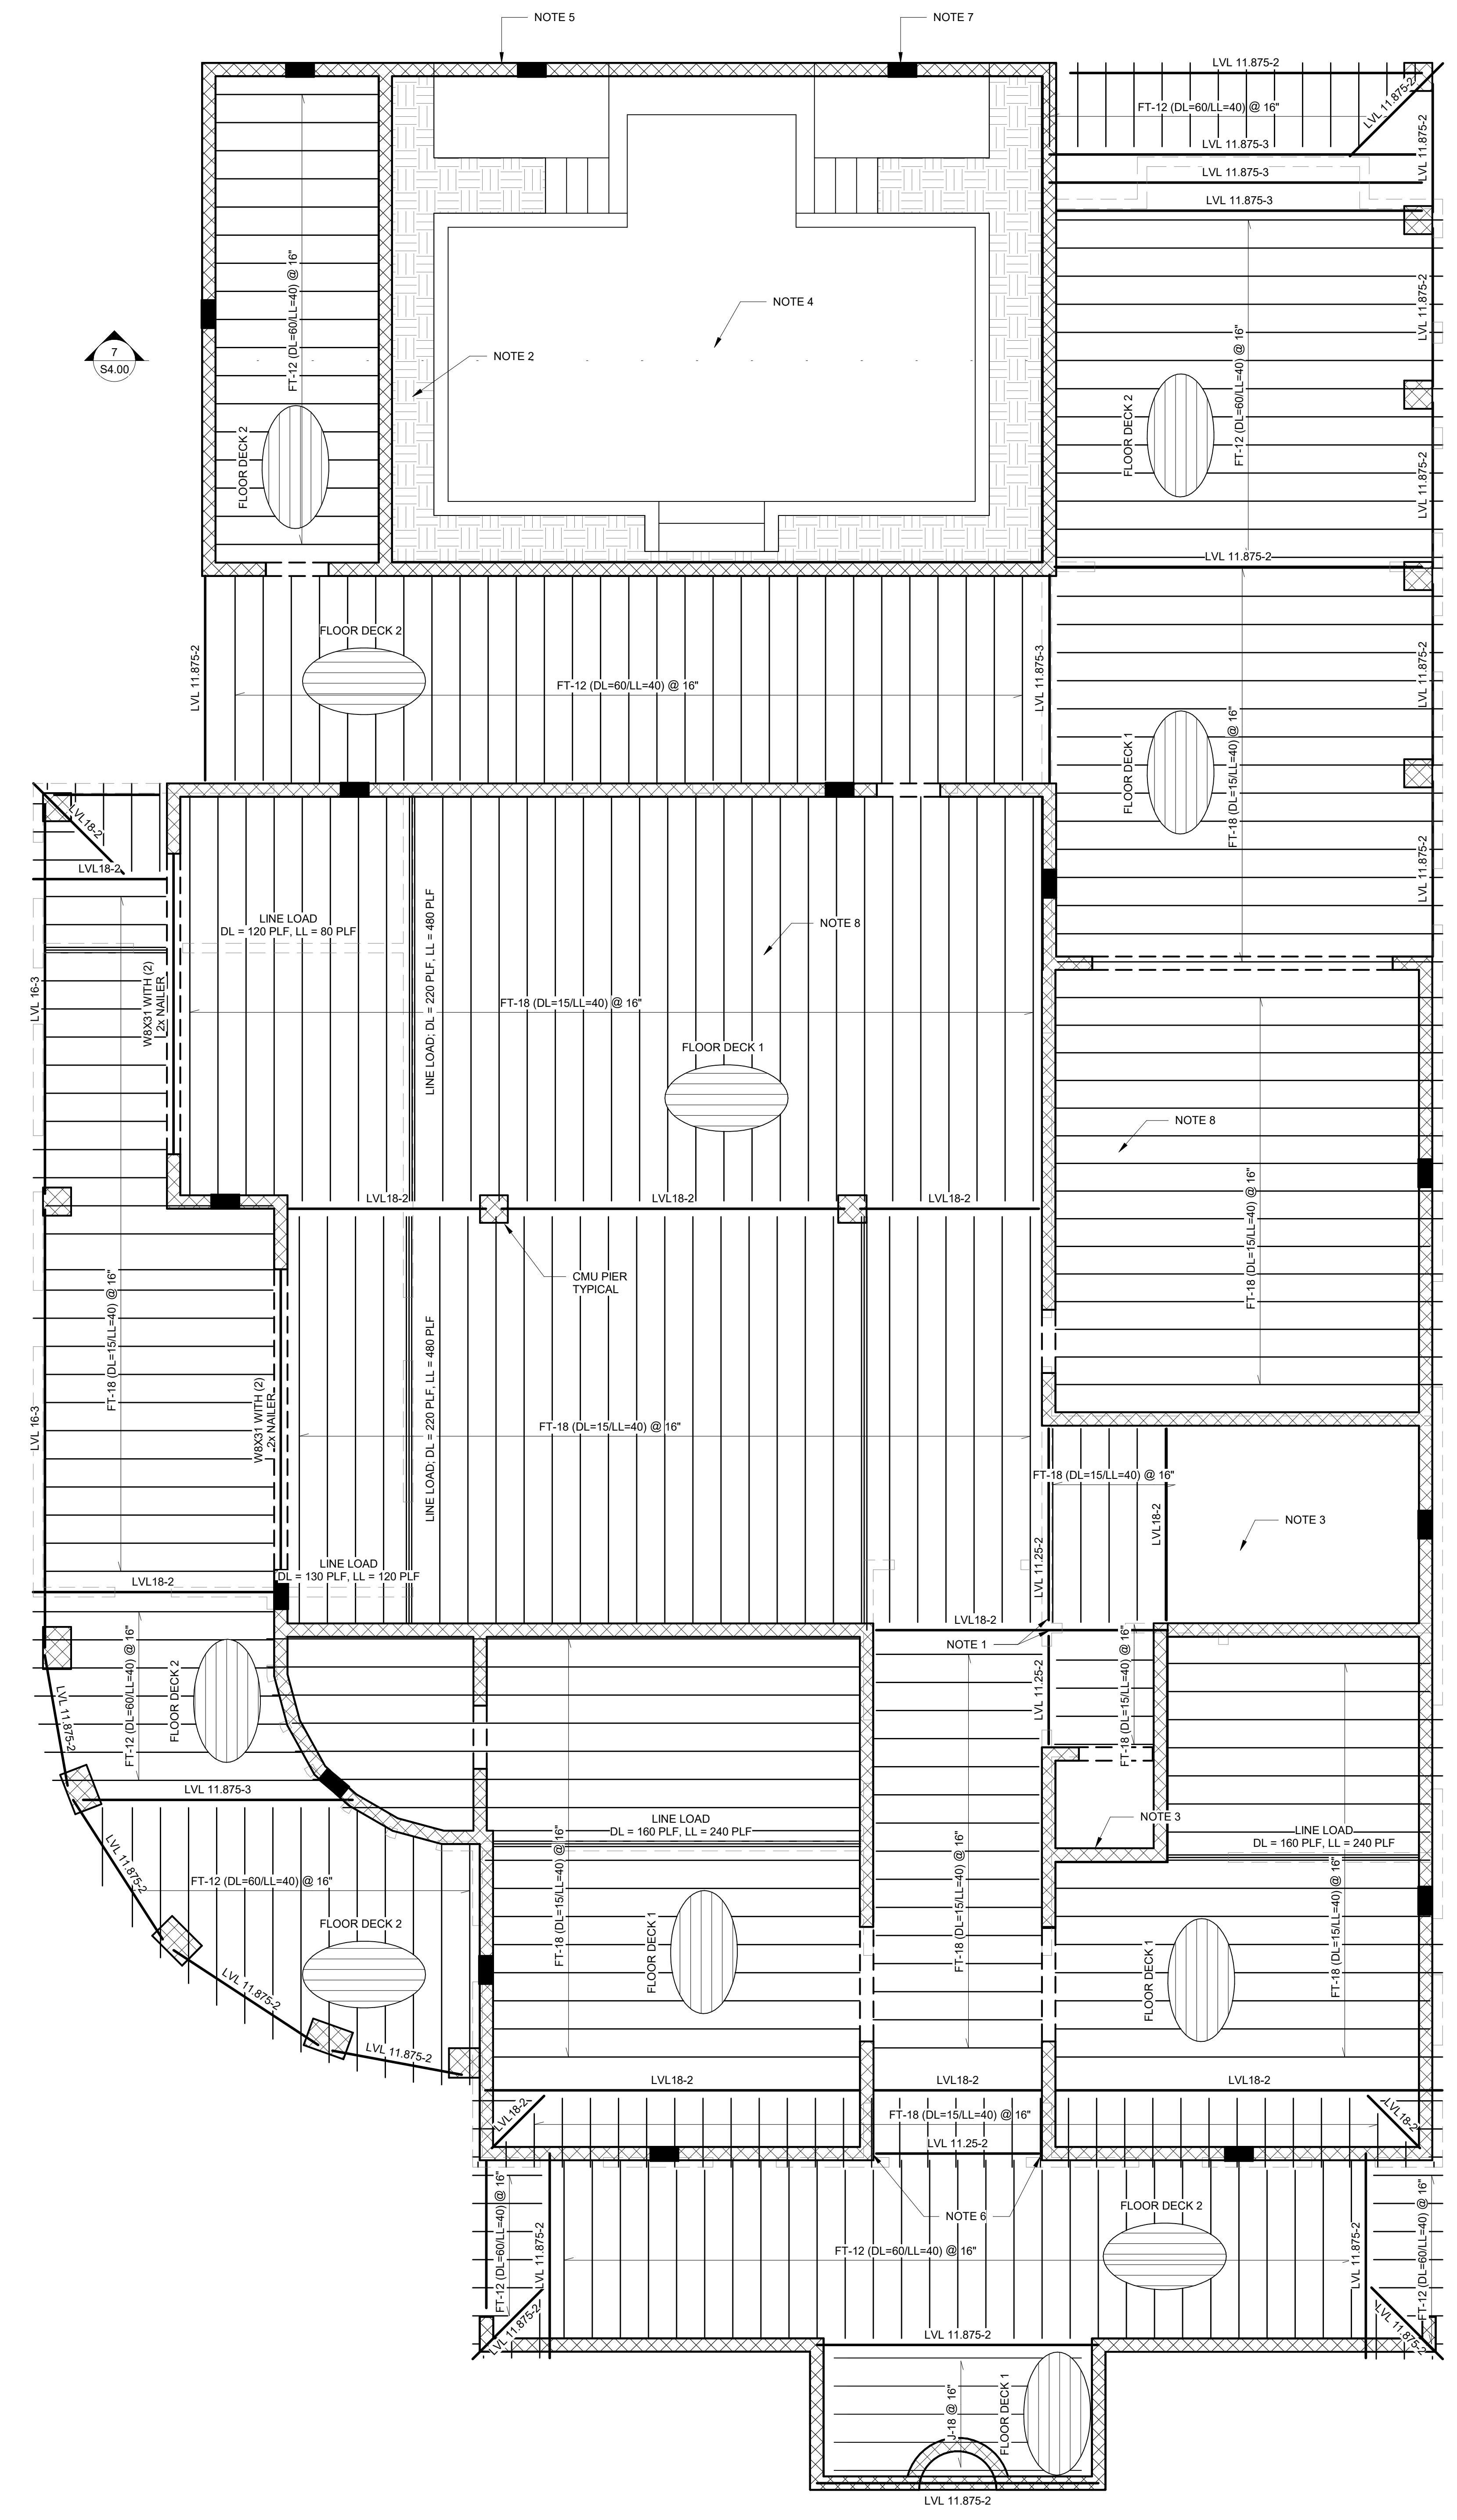 NOTE 5
NOTE 7
LVL 11.875-2
LVL 11.875-2
FT-12 (DL=60/LL=40) @ 16"
LVL 11.875-2
LVL 11.875-3
LVL 11.875-3
LVL 11.875-3
NOTE 4
NOTE 2
7
S4.00
FT-12 (DL=60/LL=40) @ 16"
FLOOR DECK 2
LVL 11.875-2
FT-12 (DL=60/LL=40) @ 16"
FLOOR DECK 2
LVL 11.875-2
LVL 11.875-2
FLOOR DECK 2
LVL 11.875-2
FT-12 (DL=60/LL=40) @ 16"
LVL 11.875-3
LVL 11.875-2
FLOOR DECK 1
FT-18 (DL=15/LL=40) @ 16"
LVL18-2
LVL18-2
LVL 11.875-2
LINE LOAD
DL = 120 PLF, LL = 80 PLF
LINE LOAD; DL = 220 PLF, LL = 480 PLF
NOTE 8
LVL 16-3
W8X31 WITH (2)
2x NAILER
FT-18 (DL=15/LL=40) @ 16"
FLOOR DECK 1
NOTE 8
FT-18 (DL=15/LL=40) @ 16"
LVL18-2
LVL18-2
LVL18-2
CMU PIER
TYPICAL
FT-18 (DL=15/LL=40) @ 16"
LVL 16-3
W8X31 WITH (2)
2x NAILER
LINE LOAD; DL = 220 PLF, LL = 480 PLF
FT-18 (DL=15/LL=40) @ 16"
FT-18 (DL=15/LL=40) @ 16"
LVL18-2
NOTE 3
LVL 11.25-2
LINE LOAD
DL = 130 PLF, LL = 120 PLF
LVL18-2
LVL18-2
NOTE 1
FT-12 (DL=60/LL=40) @ 16"
FLOOR DECK 2
LVL 11.875-2
LVL 11.25-2
FT-18 (DL=15/LL=40) @ 16"
LVL 11.875-3
LINE LOAD
DL = 160 PLF, LL = 240 PLF
NOTE 3
LINE LOAD
DL = 160 PLF, LL = 240 PLF
LVL 11.875-2
FT-12 (DL=60/LL=40) @ 16"
FT-18 (DL=15/LL=40) @ 16"
FT-18 (DL=15/LL=40) @ 16"
FT-18 (DL=15/LL=40) @ 16"
FLOOR DECK 2
FLOOR DECK 1
FLOOR DECK 1
LVL 11.875-2
LVL 11.875-2
LVL18-2
LVL18-2
LVL18-2
LVL18-2
FT-18 (DL=15/LL=40) @ 16"
LVL18-2
LVL 11.25-2
FT-12 (DL=60/LL=40) @ 16"
LVL 11.875-2
NOTE 6
FLOOR DECK 2
FT-12 (DL=60/LL=40) @ 16"
LVL 11.875-2
FT-12 (DL=60/LL=40) @ 16"
LVL 11.875-2
LVL 11.875-2
LVL 11.875-2
J-18 @ 16"
FLOOR DECK 1
LVL 11.875-2